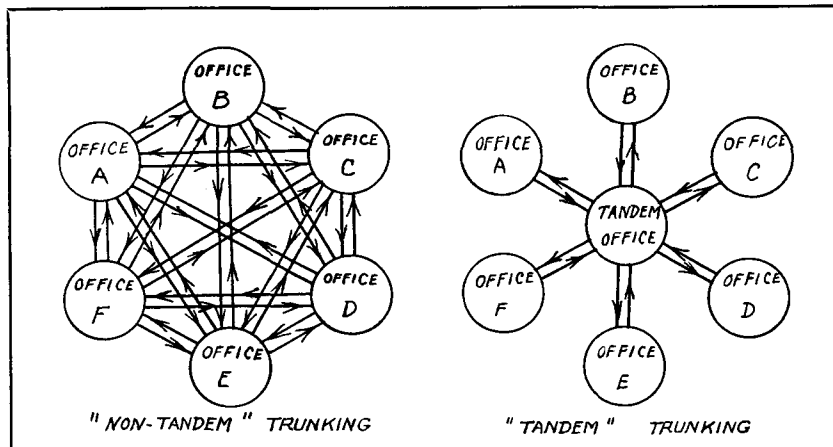 OFFICE
B
OFFICE
A
OFFICE
C
OFFICE
F
OFFICE
D
OFFICE
E
"NON-TANDEM" TRUNKING
OFFICE
B
OFFICE
A
OFFICE
C
TANDEM
OFFICE
OFFICE
F
OFFICE
D
OFFICE
E
"TANDEM" TRUNKING